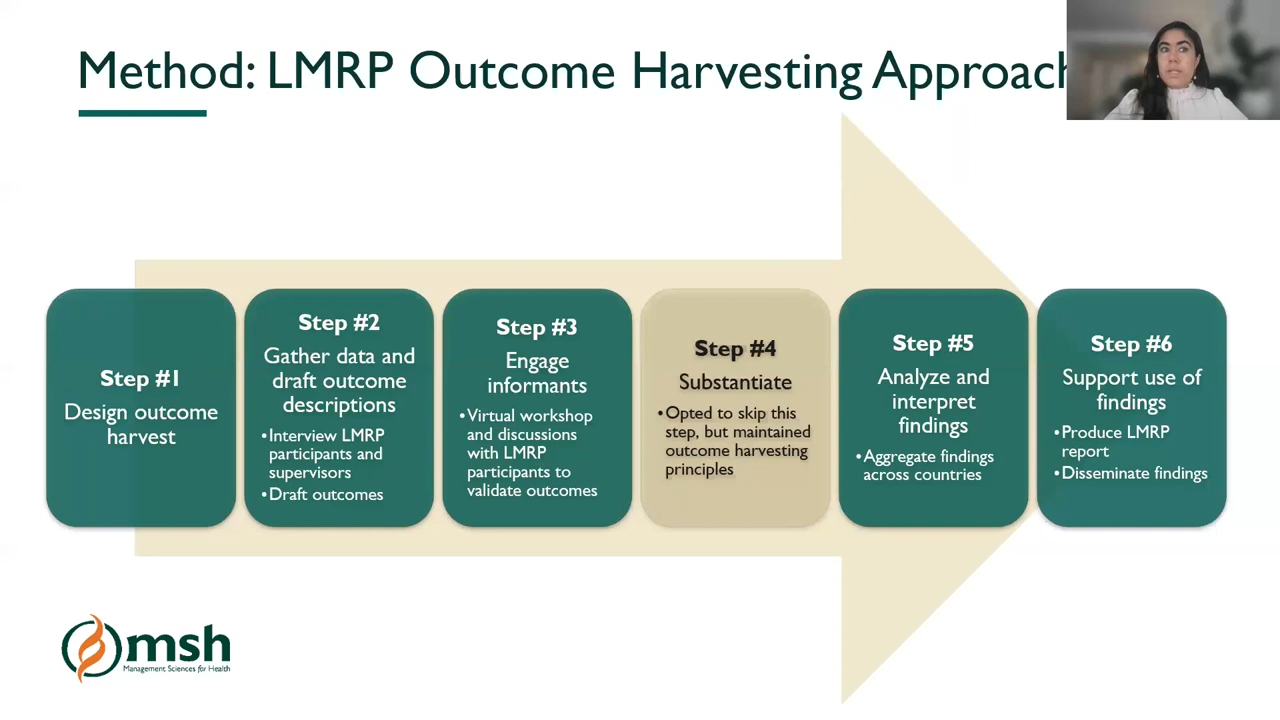 Method: LMRP Outcome Harvesting Approach
Step #1
Design outcome
harvest
Step #2
Gather data and
draft outcome
descriptions
•Interview LMRP
participants and
supervisors
•Draft outcomes
Step #3
Engage
informants
•Virtual workshop
and discussions
with LMRP
participants to
validate outcomes
Step #4
Substantiate
•Opted to skip this
step, but maintained
outcome harvesting
principles
Step #5
Analyze and
interpret
findings
•Aggregate findings
across countries
Step #6
Support use of
findings
•Produce LMRP
report
•Disseminate findings
msh
Management Sciences for Health